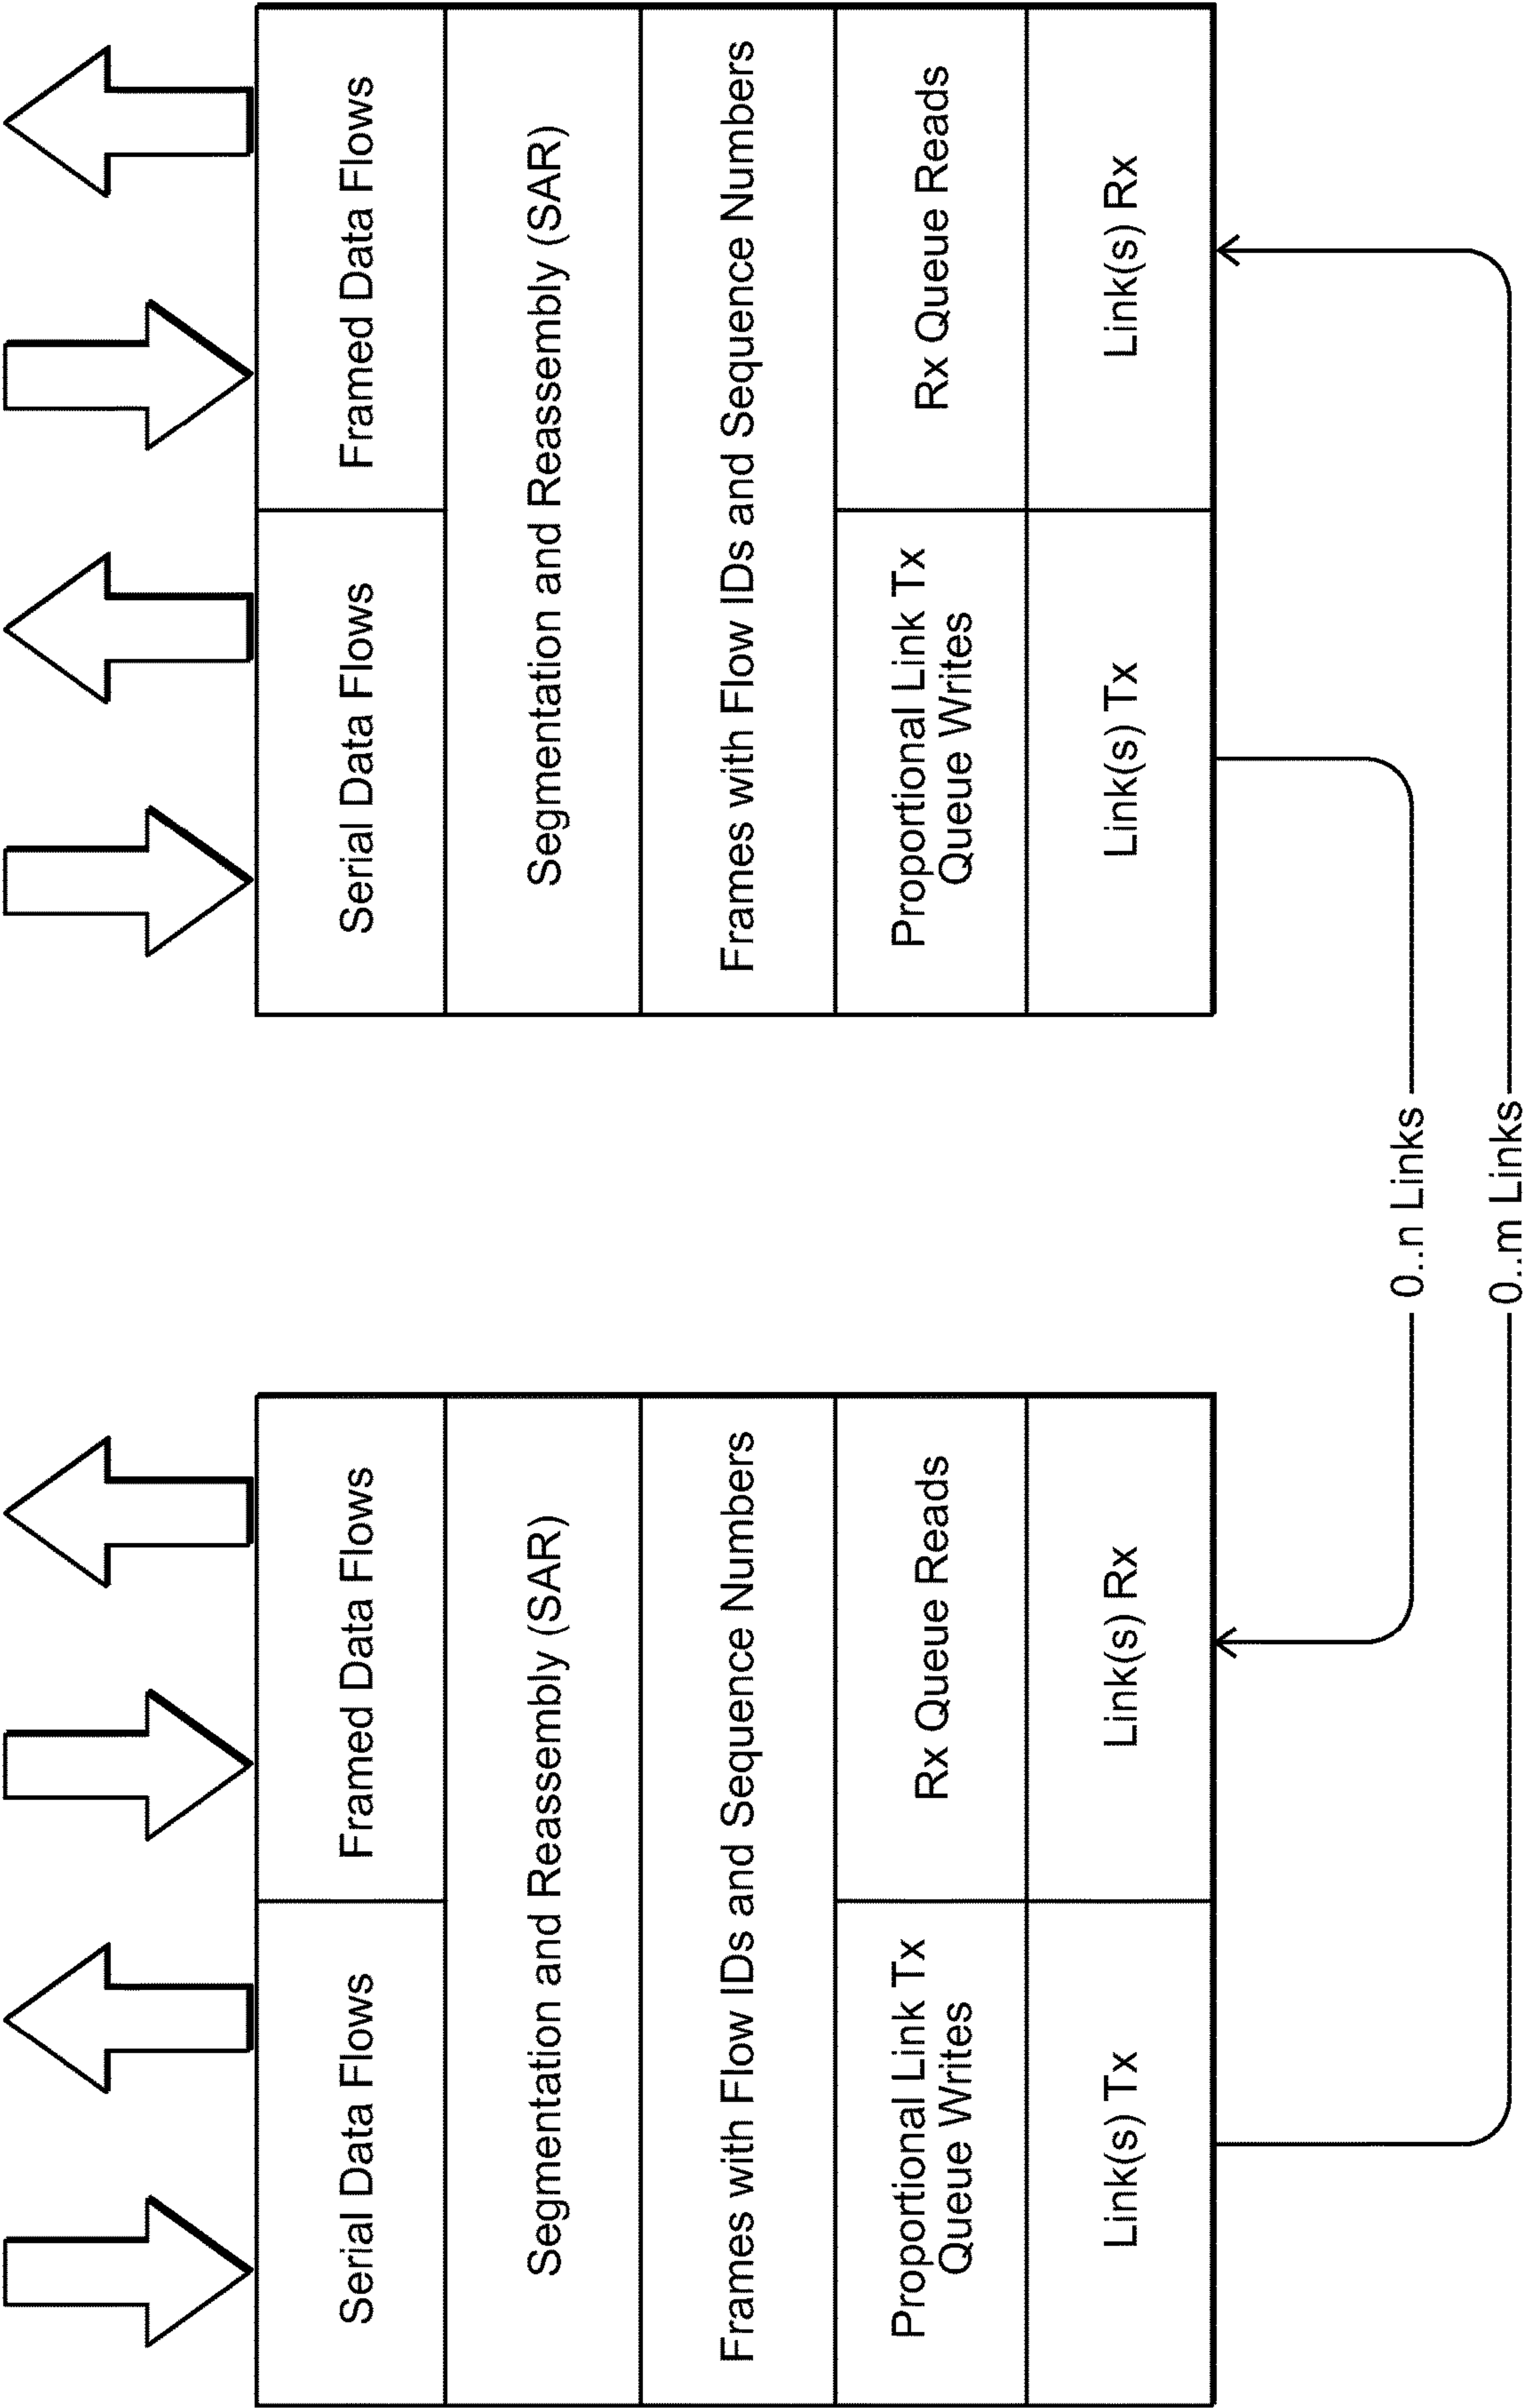 Serial Data Flows
Framed Data Flows
Segmentation and Reassembly (SAR)
Frames with Flow IDs and Sequence Numbers
Proportional Link Tx
Queue Writes
Rx Queue Reads
Link(s) Tx
Link(s) Rx
Serial Data Flows
Framed Data Flows
Segmentation and Reassembly (SAR)
Frames with Flow IDs and Sequence Numbers
Proportional Link Tx
Queue Writes
Rx Queue Reads
Link(s) Tx
Link(s) Rx
0..n Links
0..m Links